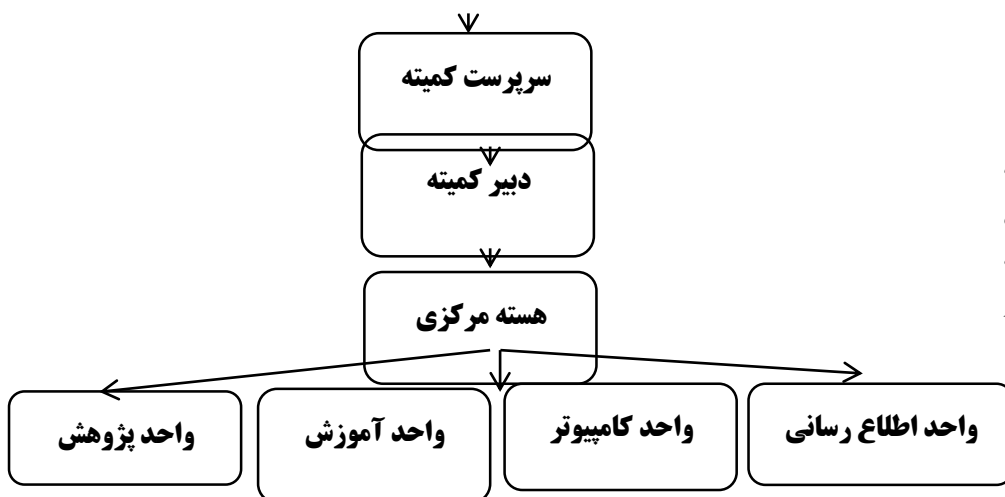 سرپرست کمیته
دبیر کمیته
هسته مرکزی
واحد اطلاع رسانی
واحد کامپیوتر
واحد آموزش
واحد پژوهش